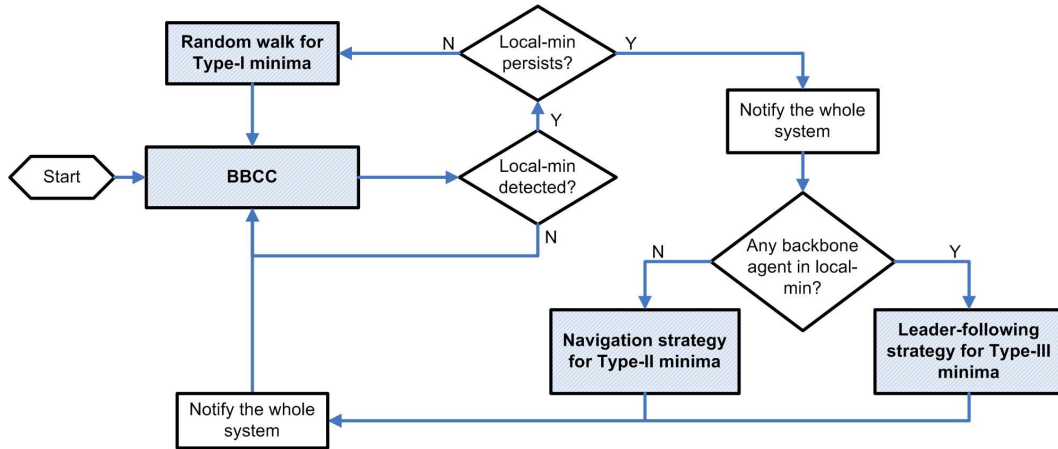 Random walk for
Type-I minima
N
Local-min
persists?
Y
Notify the whole
system
Y
Start
BBCC
Local-min
detected?
N
N
Any backbone
agent in local-
min?
Y
Navigation strategy
for Type-II minima
Leader-following
strategy for Type-III
minima
Notify the whole
system